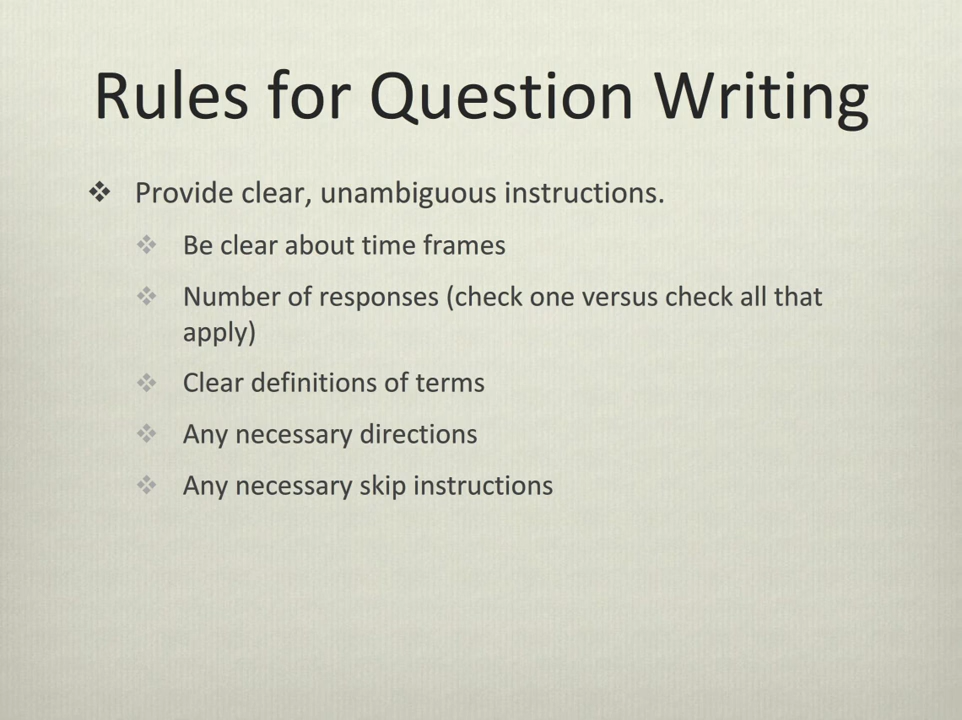 Rules for Question Writing
❖ Provide clear, unambiguous instructions.
❖ Be clear about time frames
❖ Number of responses (check one versus check all that
apply)
❖ Clear definitions of terms
❖ Any necessary directions
❖ Any necessary skip instructions